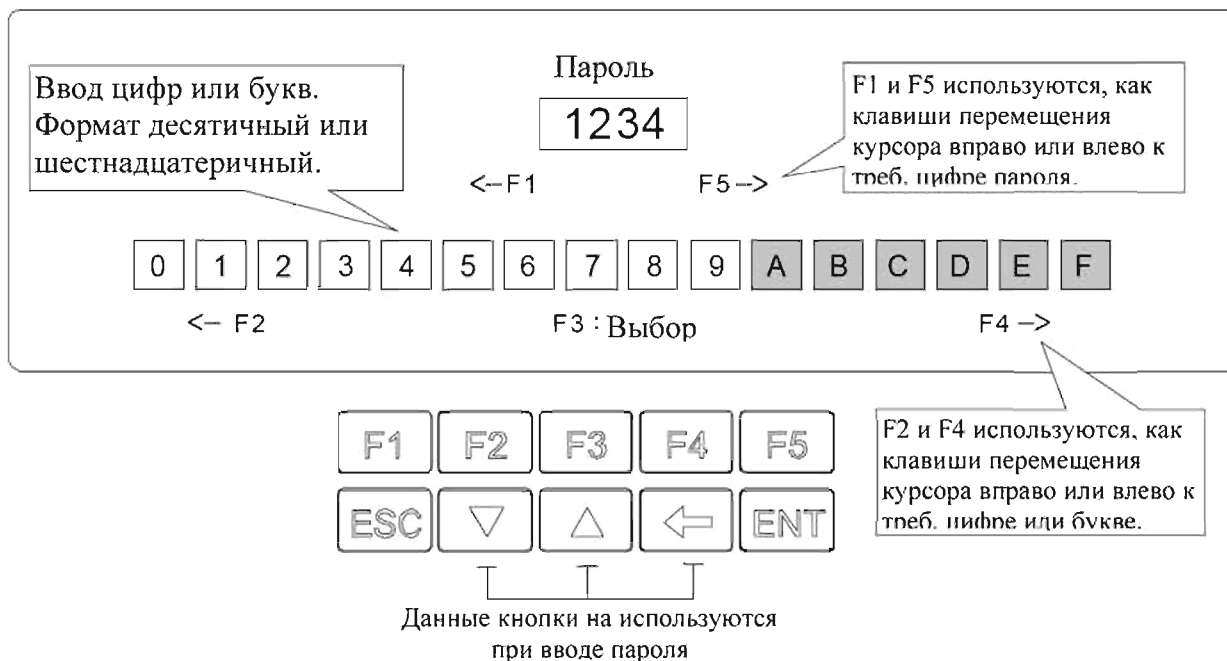 Ввод цифр или букв.
Формат десятичный или
шестнадцатеричный.
Пароль
1234
F1 и F5 используются, как
клавиши перемещения
курсора вправо или влево к
треб. цифре пароля.
<– F1
F5 –>
0 1 2 3 4 5 6 7 8 9 A B C D E F
<– F2
F3 : Выбор
F4 –>
F2 и F4 используются, как
клавиши перемещения
курсора вправо или влево к
треб. цифре или букве.
F1 F2 F3 F4 F5
ESC ▽ △ ⇦ ENT
Данные кнопки на используются
при вводе пароля